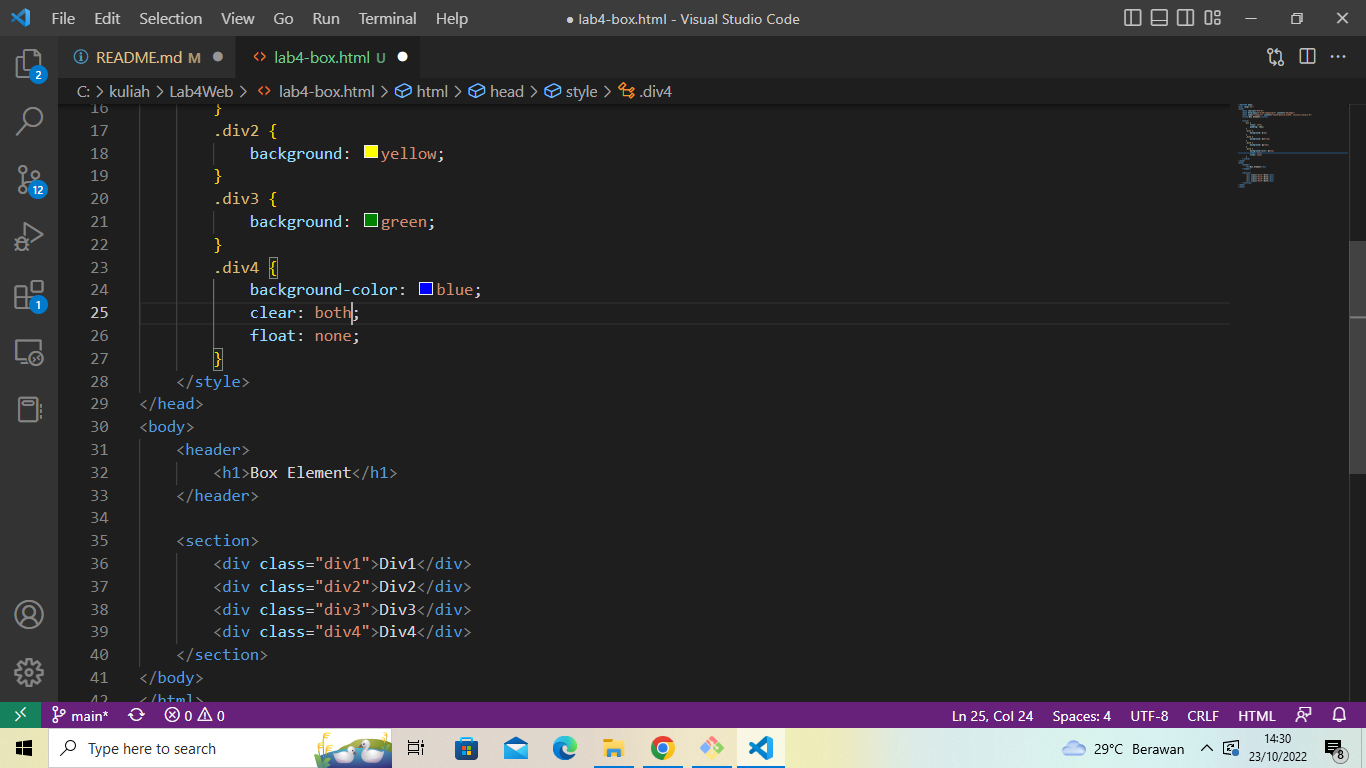 File Edit Selection View Go Run Terminal Help ● lab4-box.html - Visual Studio Code
README.md M ● <> lab4-box.html U ●
C: > kuliah > Lab4Web > <> lab4-box.html > html > head > style > .div4
2
12
1
16 }
17 .div2 {
18 background: yellow;
19 }
20 .div3 {
21 background: green;
22 }
23 .div4 {
24 background-color: blue;
25 clear: both;
26 float: none;
27 }
28 </style>
29 </head>
30 <body>
31 <header>
32 <h1>Box Element</h1>
33 </header>
34
35 <section>
36 <div class="div1">Div1</div>
37 <div class="div2">Div2</div>
38 <div class="div3">Div3</div>
39 <div class="div4">Div4</div>
40 </section>
41 </body>
42 </html>
main* 0 0 Ln 25, Col 24 Spaces: 4 UTF-8 CRLF HTML
Type here to search 29°C Berawan 14:30
23/10/2022 8